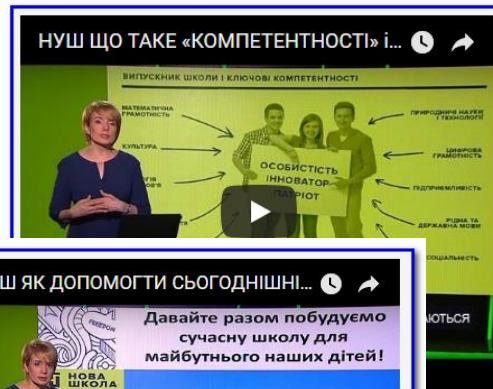 НУШ ЩО ТАКЕ «КОМПЕТЕНТНОСТІ» і...
ВИПУСКНИК ШКОЛИ І КЛЮЧОВІ КОМПЕТЕНТНОСТІ
МАТЕМАТИЧНА ГРАМОТНІСТЬ
КУЛЬТУРА
ОСОБИСТІСТЬ
ІННОВАТОР
ПАТРІОТ
ПРИРОДНИЧІ НАУКИ
І ТЕХНОЛОГІЇ
ЦИФРОВА
ГРАМОТНІСТЬ
ПІДПРИЄМЛИВІСТЬ
РІДНА ТА
ДЕРЖАВНА МОВИ
СОЦІАЛЬНІСТЬ
АЮТЬСЯ
Ш ЯК ДОПОМОГТИ СЬОГОДНІШНІ...
FREEDOM
Давайте разом побудуємо
сучасну школу для
майбутнього наших дітей!
НОВА
ШКОЛА